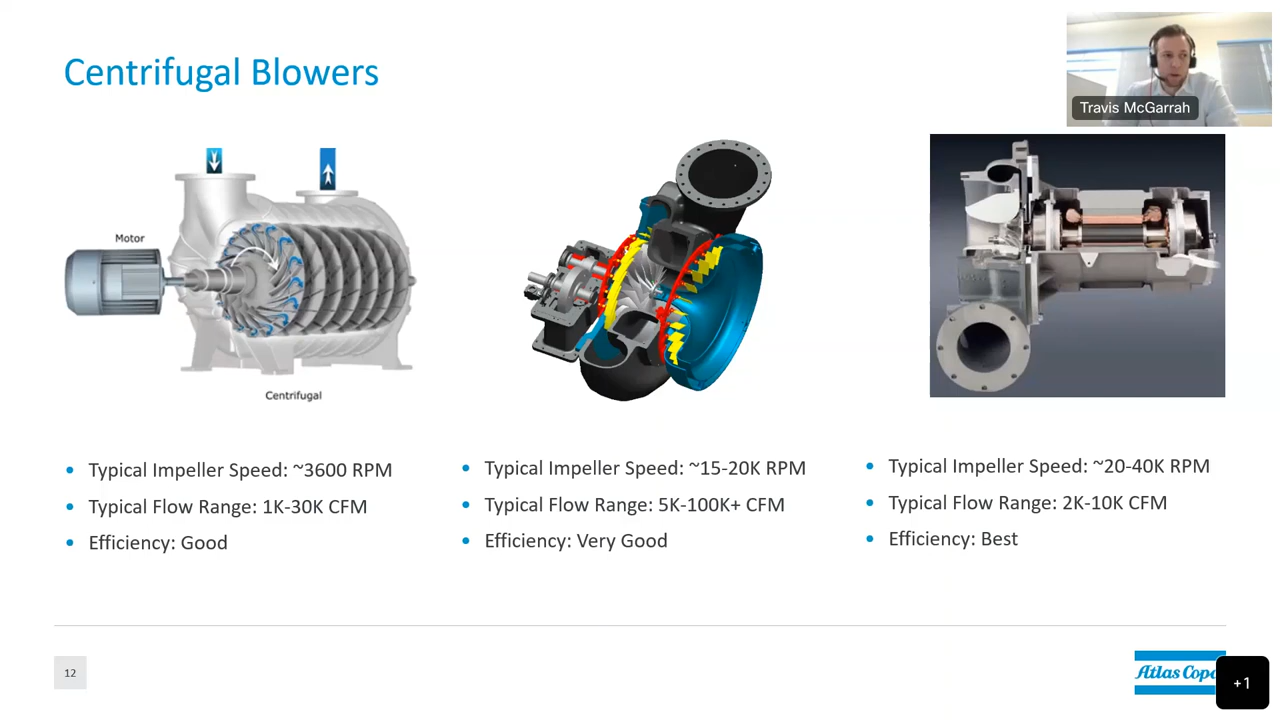 Centrifugal Blowers
Travis McGarrah
Motor
Centrifugal
• Typical Impeller Speed: ~3600 RPM
• Typical Flow Range: 1K-30K CFM
• Efficiency: Good
• Typical Impeller Speed: ~15-20K RPM
• Typical Flow Range: 5K-100K+ CFM
• Efficiency: Very Good
• Typical Impeller Speed: ~20-40K RPM
• Typical Flow Range: 2K-10K CFM
• Efficiency: Best
12
Atlas Cop
+1